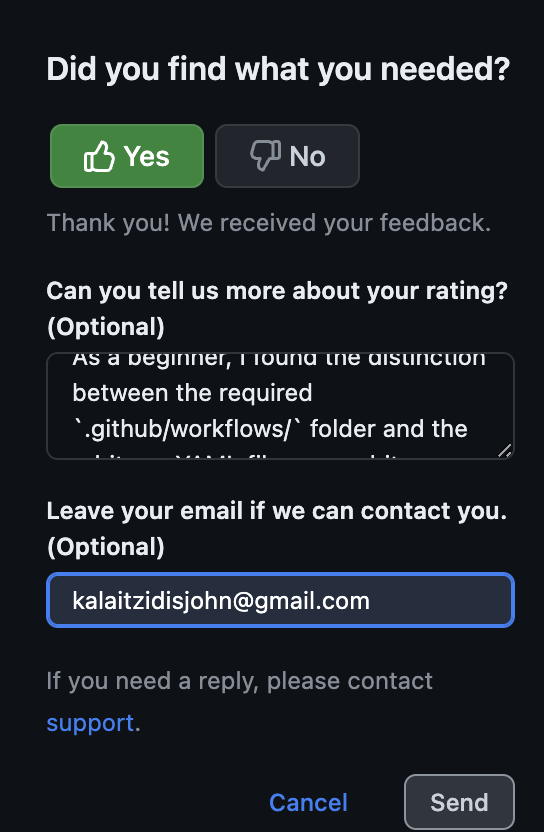 Did you find what you needed?
Yes
No
Thank you! We received your feedback.
Can you tell us more about your rating?
(Optional)
As a beginner, I found the distinction
between the required
`.github/workflows/` folder and the
Leave your email if we can contact you.
(Optional)
kalaitzidisjohn@gmail.com
If you need a reply, please contact
support.
Cancel
Send